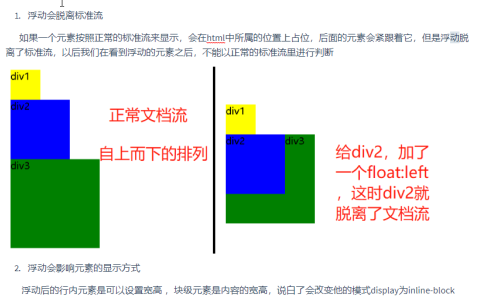 1. 浮动会脱离标准流
如果一个元素按照正常的标准流来显示，会在html中所属的位置上占位，后面的元素会紧跟着它，但是浮动脱
离了标准流，以后我们在看到浮动的元素之后，不能以正常的标准流里进行判断
div1
div2
div3
正常文档流
自上而下的排列
div1
div2
div3
给div2，加了
一个float:left
，这时div2就
脱离了文档流
2. 浮动会影响元素的显示方式
浮动后的行内元素是可以设置宽高 ，块级元素是内容的宽高，说白了会改变他的模式display为inline-block